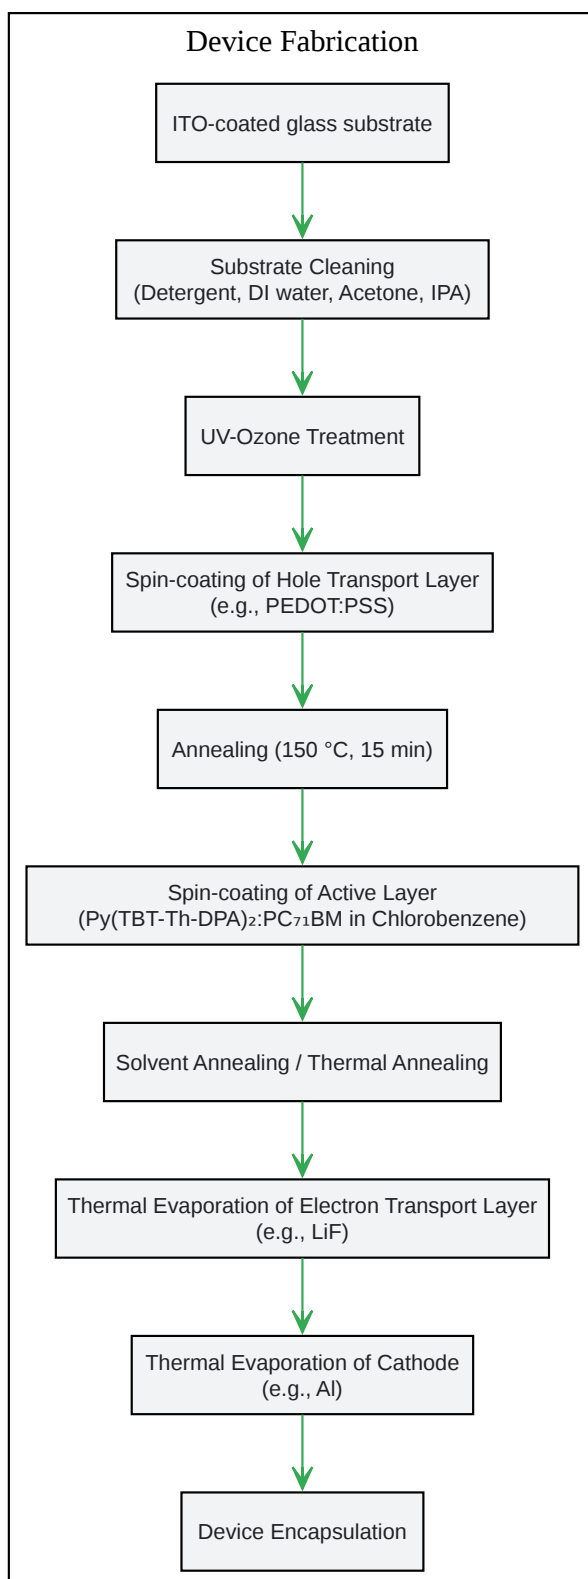 Device Fabrication
ITO-coated glass substrate
Substrate Cleaning
(Detergent, DI water, Acetone, IPA)
UV-Ozone Treatment
Spin-coating of Hole Transport Layer
(e.g., PEDOT:PSS)
Annealing (150 °C, 15 min)
Spin-coating of Active Layer
(Py(TBT-Th-DPA)₂:PC₇₁BM in Chlorobenzene)
Solvent Annealing / Thermal Annealing
Thermal Evaporation of Electron Transport Layer
(e.g., LiF)
Thermal Evaporation of Cathode
(e.g., Al)
Device Encapsulation